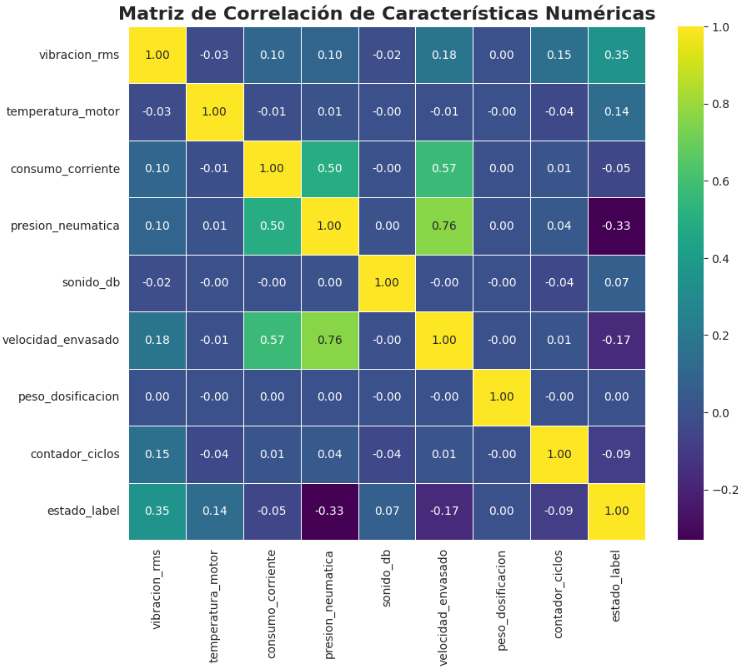 Matriz de Correlación de Características Numéricas
vibracion_rms 1.00 -0.03 0.10 0.10 -0.02 0.18 0.00 0.15 0.35
temperatura_motor -0.03 1.00 -0.01 0.01 -0.00 -0.01 -0.00 -0.04 0.14
consumo_corriente 0.10 -0.01 1.00 0.50 -0.00 0.57 0.00 0.01 -0.05
presion_neumatica 0.10 0.01 0.50 1.00 0.00 0.76 0.00 0.04 -0.33
sonido_db -0.02 -0.00 -0.00 0.00 1.00 -0.00 -0.00 -0.04 0.07
velocidad_envasado 0.18 -0.01 0.57 0.76 -0.00 1.00 -0.00 0.01 -0.17
peso_dosificacion 0.00 -0.00 0.00 0.00 -0.00 -0.00 1.00 -0.00 0.00
contador_ciclos 0.15 -0.04 0.01 0.04 -0.04 0.01 -0.00 1.00 -0.09
estado_label 0.35 0.14 -0.05 -0.33 0.07 -0.17 0.00 -0.09 1.00
vibracion_rms
temperatura_motor
consumo_corriente
presion_neumatica
sonido_db
velocidad_envasado
peso_dosificacion
contador_ciclos
estado_label
1.0
0.8
0.6
0.4
0.2
0.0
−0.2